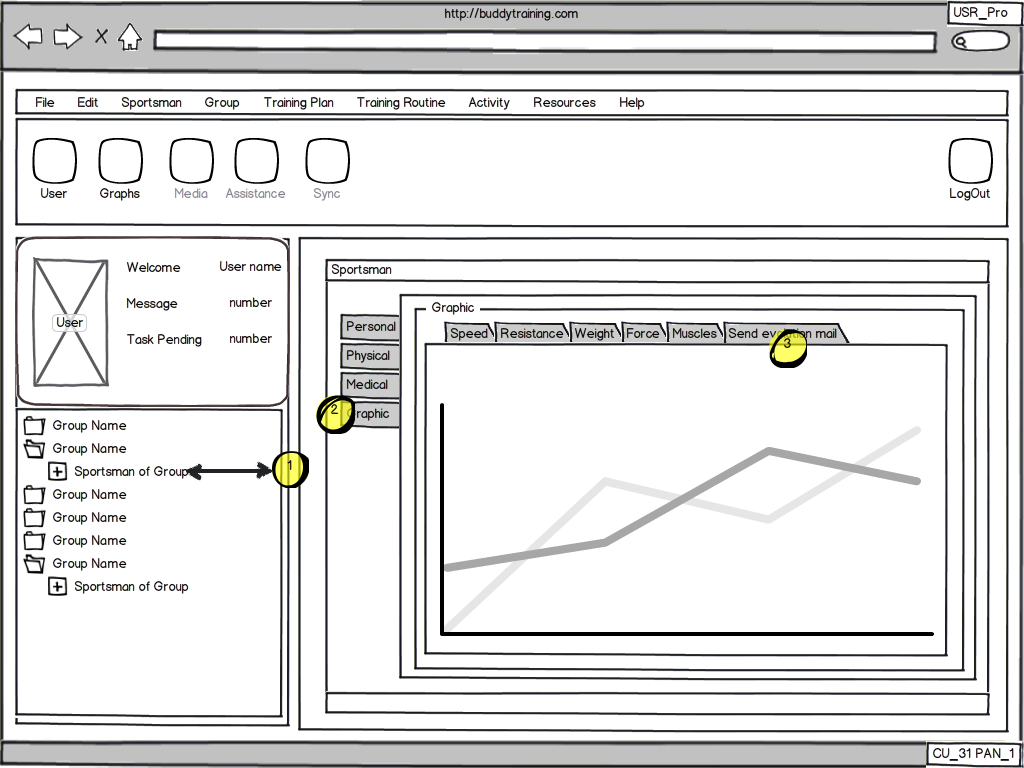 http://buddytraining.com
USR_Pro
File Edit Sportsman Group Training Plan Training Routine Activity Resources Help
User Graphs Media Assistance Sync LogOut
User
Welcome User name
Message number
Task Pending number
Group Name
Group Name
Sportsman of Group
1
Group Name
Group Name
Group Name
Group Name
Sportsman of Group
Sportsman
Personal
Physical
Medical
2
Graphic
Graphic
Speed Resistance Weight Force Muscles Send evolution mail
3
CU_31 PAN_1